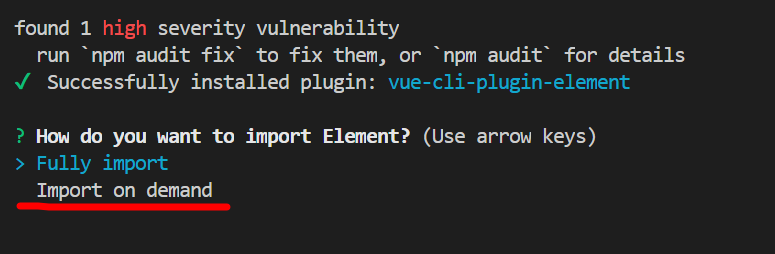 found 1 high severity vulnerability
run `npm audit fix` to fix them, or `npm audit` for details
✓ Successfully installed plugin: vue-cli-plugin-element
? How do you want to import Element? (Use arrow keys)
> Fully import
Import on demand